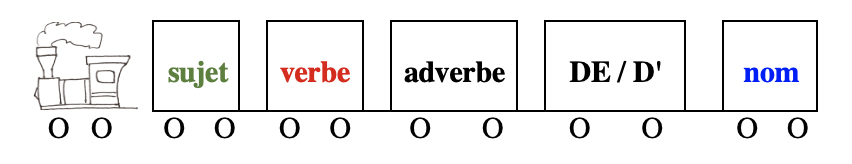 sujet verbe adverbe DE / D' nom
O O O O O O O O O O O O